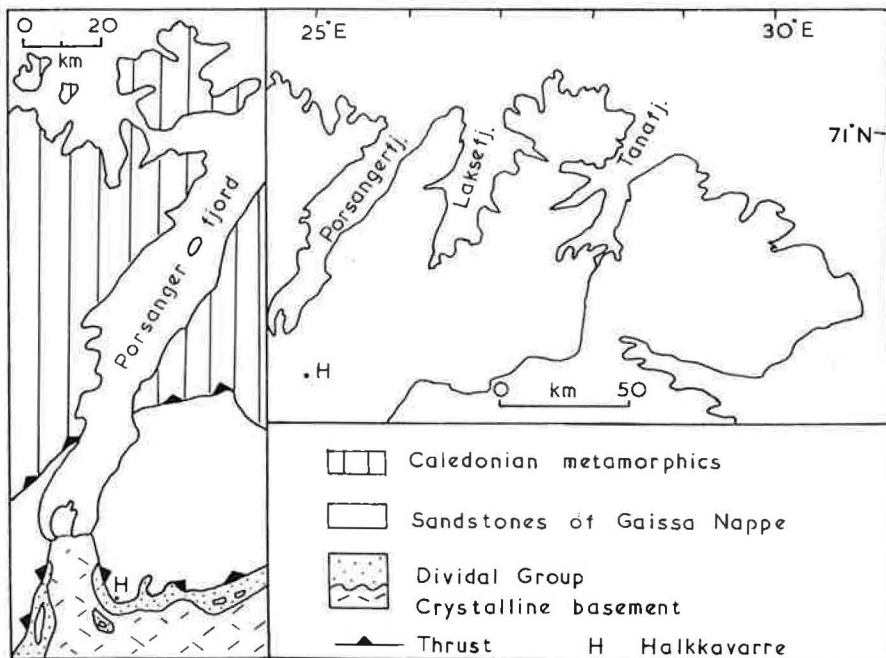 0 20
km
Porsanger fjord
H
25°E
30°E
71°N
Porsangerfj.
Laksefj.
Tanafj.
H
0 km 50
Caledonian metamorphics
Sandstones of Gaissa Nappe
Dividal Group
Crystalline basement
Thrust H Halkkavarre